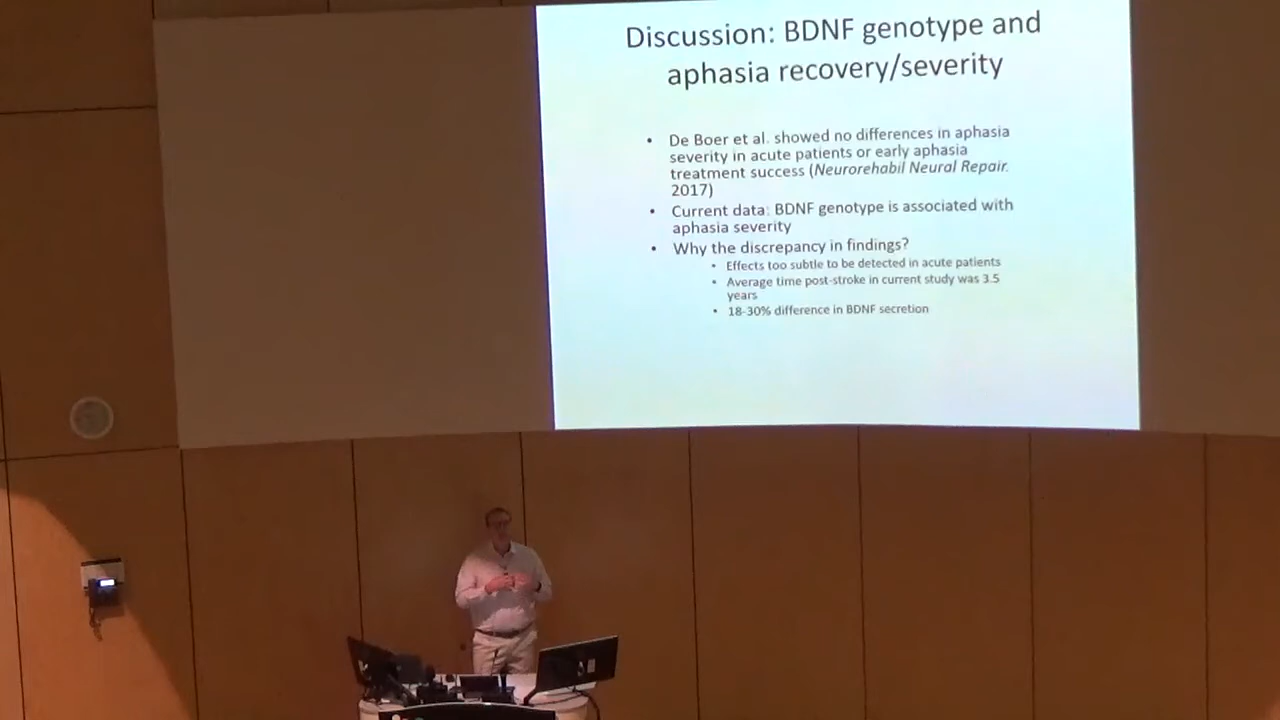 Discussion: BDNF genotype and
aphasia recovery/severity
• De Boer et al. showed no differences in aphasia
severity in acute patients or early aphasia
treatment success (Neurorehabil Neural Repair.
2017)
• Current data: BDNF genotype is associated with
aphasia severity
• Why the discrepancy in findings?
• Effects too subtle to be detected in acute patients
• Average time post-stroke in current study was 3.5
years
• 18-30% difference in BDNF secretion